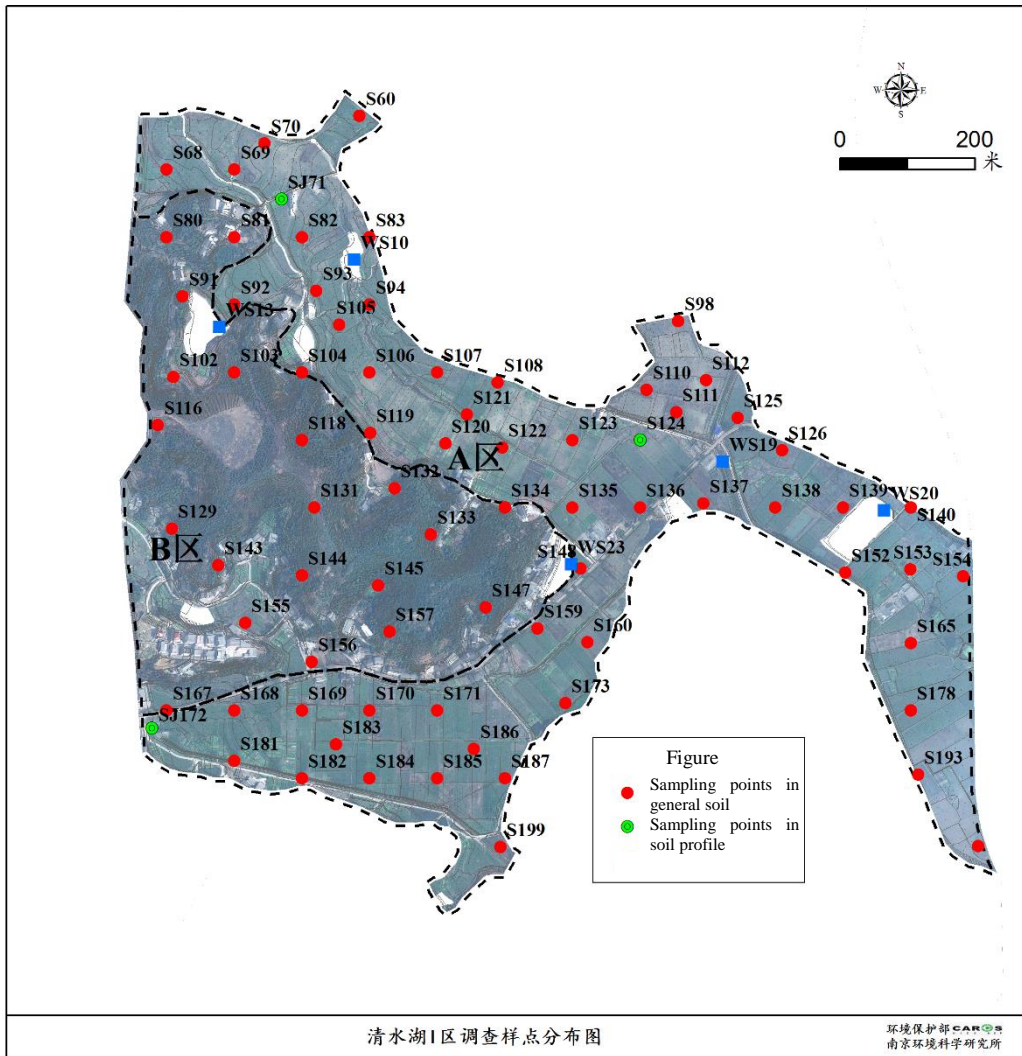 N
W E
S
0 200
米
S60
S70
S68 S69
SJ71
S80 S81 S82 S83
WS10
S91 S93
S92 S94
WS13 S105
S98
S102 S103 S104 S106 S107 S108
S110 S112
S111
S116 S121
S118 S119 S120 S122 S123 S124 S125
A区
WS19 S126
S132
S131 S134 S135 S136 S137 S138 S139 WS20
S140
S129 S133
B区
S143 S144 S145 S148 WS23
S152 S153 S154
S147
S155 S157 S159 S160
S165
S156
S167 S168 S169 S170 S171 S173 S178
SJ172
S183 S186
S181 S182 S184 S185 S187
S193
S199
Figure
Sampling points in
general soil
Sampling points in
soil profile
清水湖I区调查样点分布图
环境保护部 CAROS
南京环境科学研究所